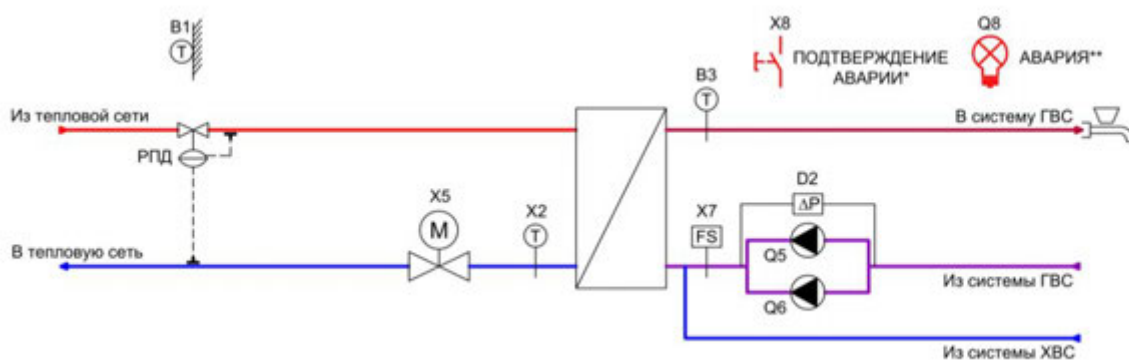 B1
T
X8
Q8
ПОДТВЕРЖДЕНИЕ
АВАРИИ*
АВАРИЯ**
B3
T
Из тепловой сети
В систему ГВС
РПД
D2
ΔP
X5
M
X2
T
X7
FS
Q5
В тепловую сеть
Из системы ГВС
Q6
Из системы ХВС